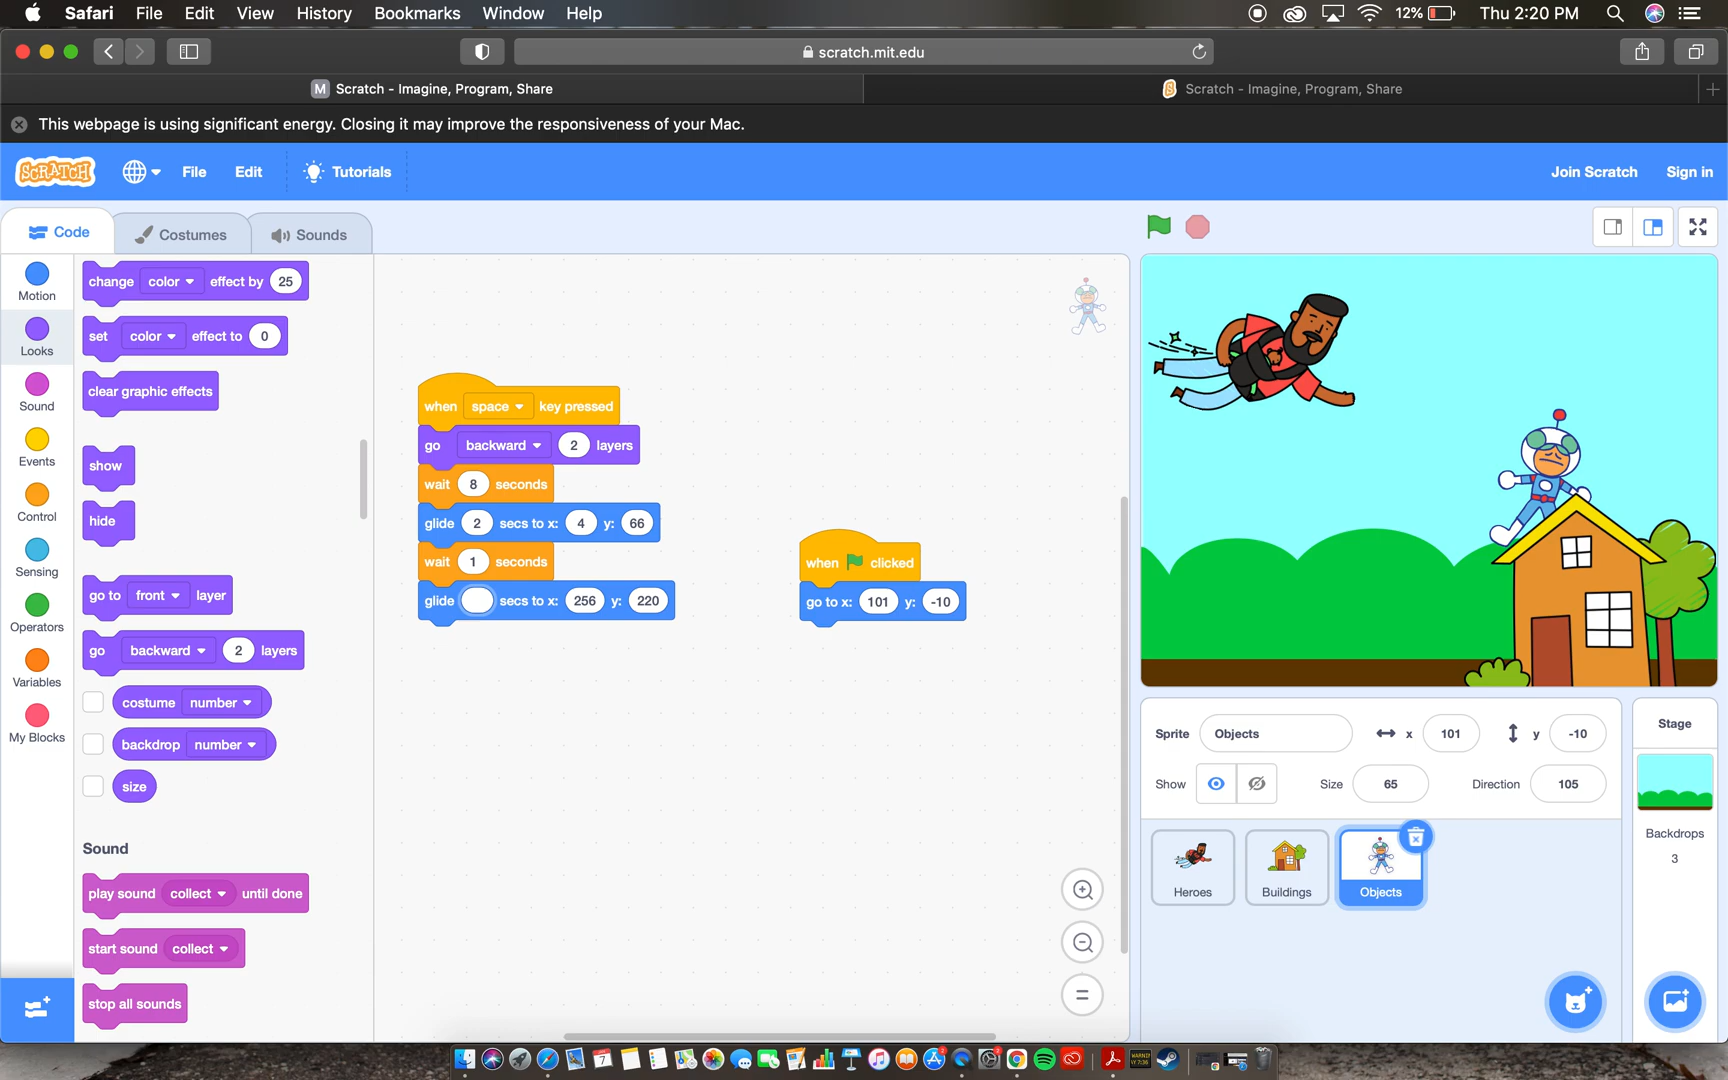 Safari File Edit View History Bookmarks Window Help 12% Thu 2:20 PM
scratch.mit.edu
M Scratch - Imagine, Program, Share Scratch - Imagine, Program, Share
This webpage is using significant energy. Closing it may improve the responsiveness of your Mac.
SCRATCH File Edit Tutorials Join Scratch Sign in
Code Costumes Sounds
Motion
Looks
Sound
Events
Control
Sensing
Operators
Variables
My Blocks
change color effect by 25
set color effect to 0
clear graphic effects
show
hide
go to front layer
go backward 2 layers
costume number
backdrop number
size
Sound
play sound collect until done
start sound collect
stop all sounds
when space key pressed
go backward 2 layers
wait 8 seconds
glide 2 secs to x: 4 y: 66
wait 1 seconds
glide secs to x: 256 y: 220
when clicked
go to x: 101 y: -10
Sprite Objects x 101 y -10
Show Size 65 Direction 105
Heroes Buildings Objects
Stage
Backdrops
3